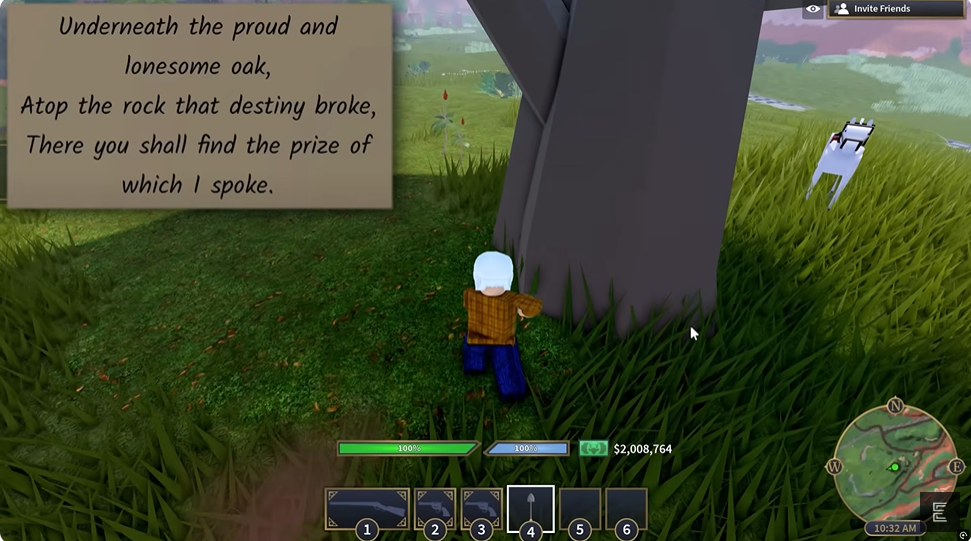 Underneath the proud and
lonesome oak,
Atop the rock that destiny broke,
There you shall find the prize of
which I spoke.
Invite Friends
100%
100%
$2,008,764
N
W
E
1
2
3
4
5
6
10:32 AM
E